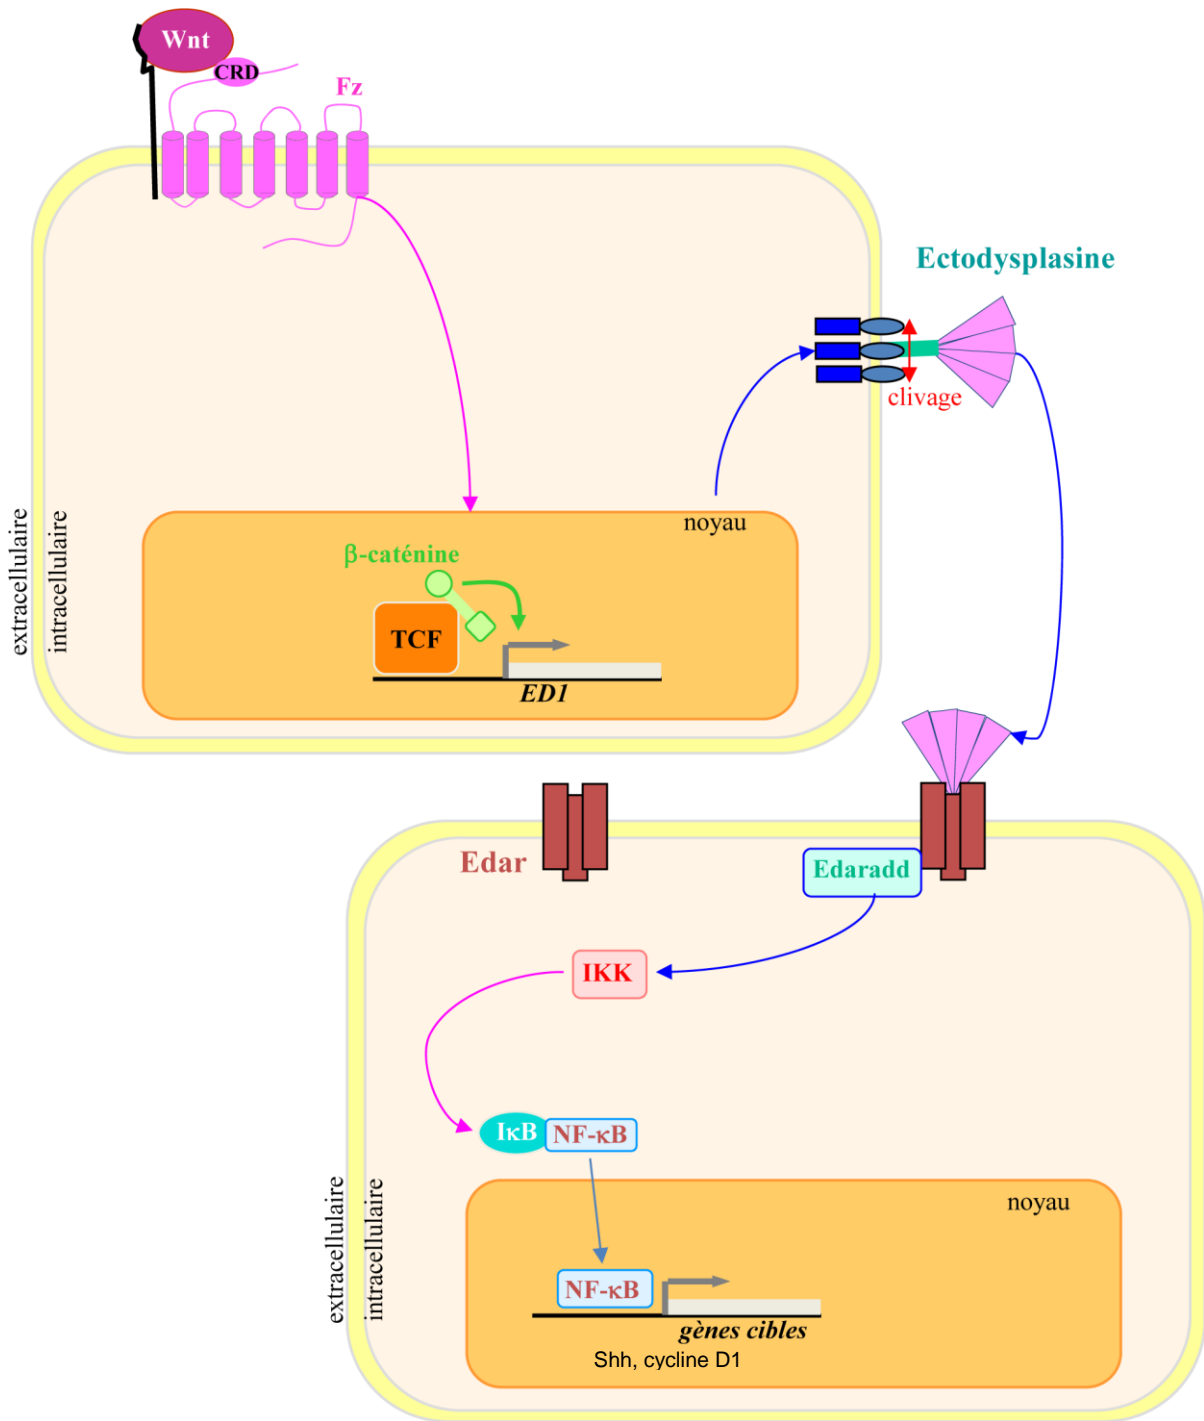 Wnt
CRD
Fz
Ectodysplasine
clivage
extracellulaire
intracellulaire
noyau
β-caténine
TCF
ED1
Edar
Edaradd
IKK
IκB
NF-κB
extracellulaire
intracellulaire
noyau
NF-κB
gènes cibles
Shh, cycline D1